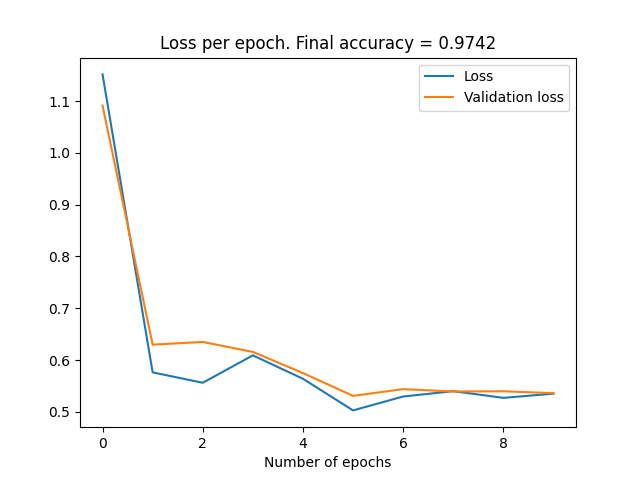 Loss per epoch. Final accuracy = 0.9742
Loss
Validation loss
1.1
1.0
0.9
0.8
0.7
0.6
0.5
0 2 4 6 8
Number of epochs